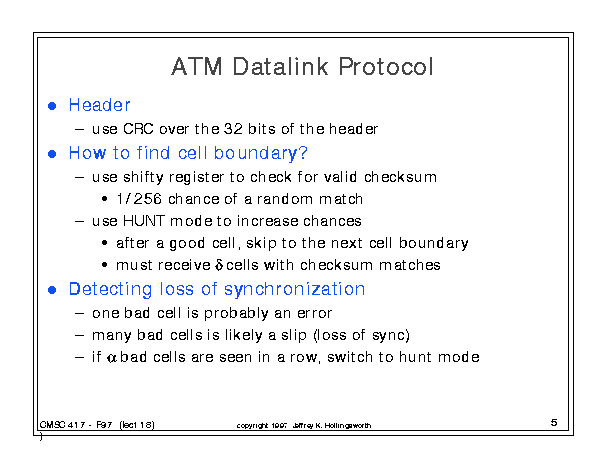 ATM Datalink Protocol
● Header
– use CRC over the 32 bits of the header
● How to find cell boundary?
– use shifty register to check for valid checksum
• 1/256 chance of a random match
– use HUNT mode to increase chances
• after a good cell, skip to the next cell boundary
• must receive δ cells with checksum matches
● Detecting loss of synchronization
– one bad cell is probably an error
– many bad cells is likely a slip (loss of sync)
– if α bad cells are seen in a row, switch to hunt mode
CMSC 417 - F97 (lect 18) copyright 1997 Jeffrey K. Hollingsworth 5
)